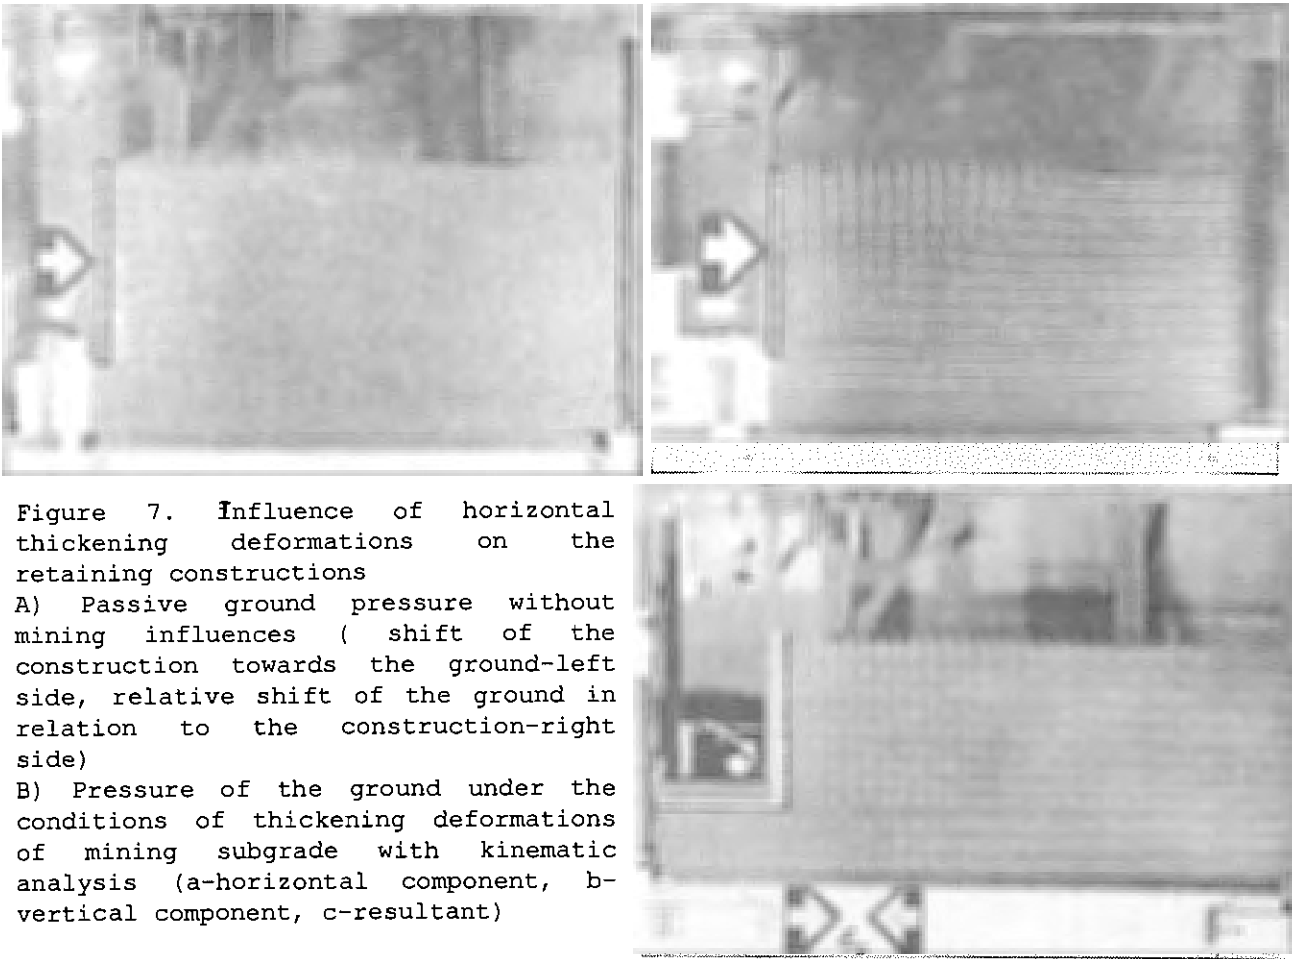 Figure 7. Influence of horizontal
thickening deformations on the
retaining constructions
A) Passive ground pressure without
mining influences ( shift of the
construction towards the ground-left
side, relative shift of the ground in
relation to the construction-right
side)
B) Pressure of the ground under the
conditions of thickening deformations
of mining subgrade with kinematic
analysis (a-horizontal component, b-
vertical component, c-resultant)